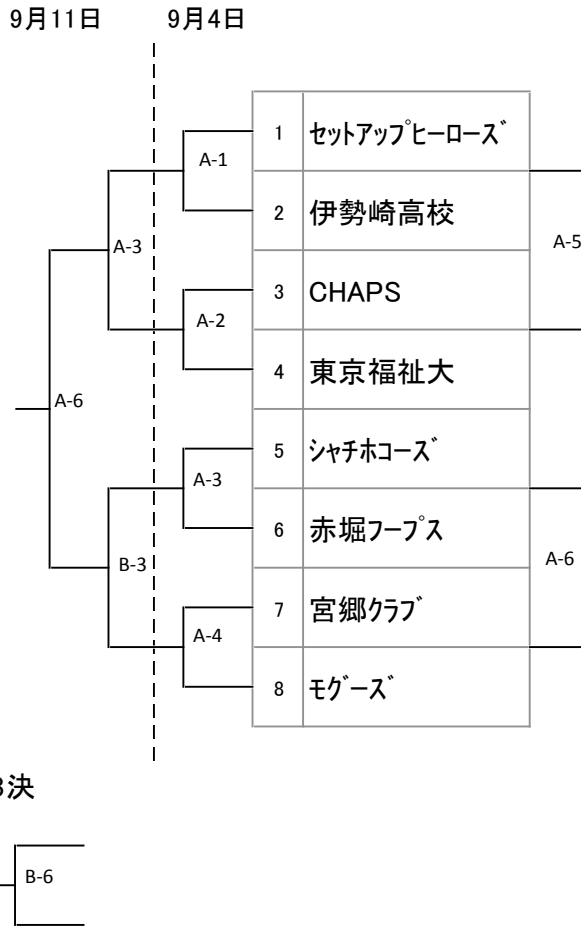 9月11日 9月4日
1 セットアップヒーローズ
A-1
2 伊勢崎高校
A-3 A-5
3 CHAPS
A-2
4 東京福祉大
A-6
5 シャチホコーズ
A-3
6 赤堀フープス
B-3 A-6
7 宮郷クラブ
A-4
8 モグーズ
決
B-6